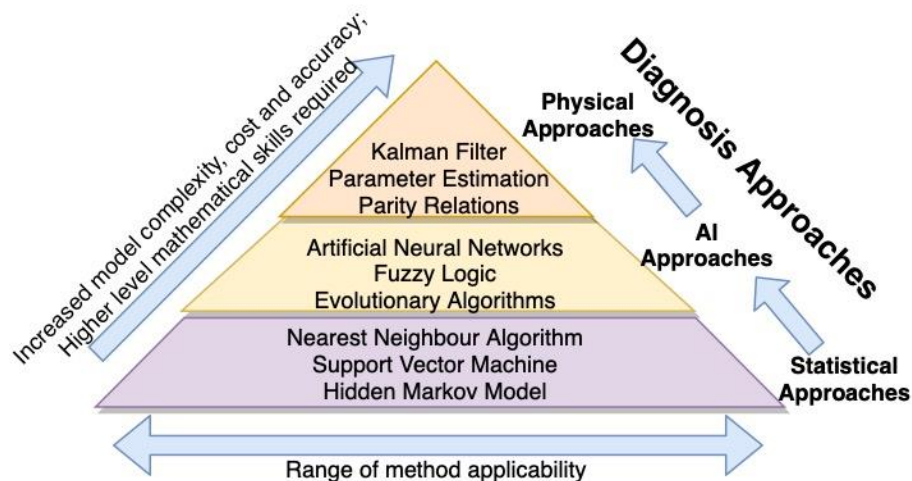 Increased model complexity, cost and accuracy;
Higher level mathematical skills required
Diagnosis Approaches
Physical
Approaches
Kalman Filter
Parameter Estimation
Parity Relations
AI
Approaches
Artificial Neural Networks
Fuzzy Logic
Evolutionary Algorithms
Statistical
Approaches
Nearest Neighbour Algorithm
Support Vector Machine
Hidden Markov Model
Range of method applicability